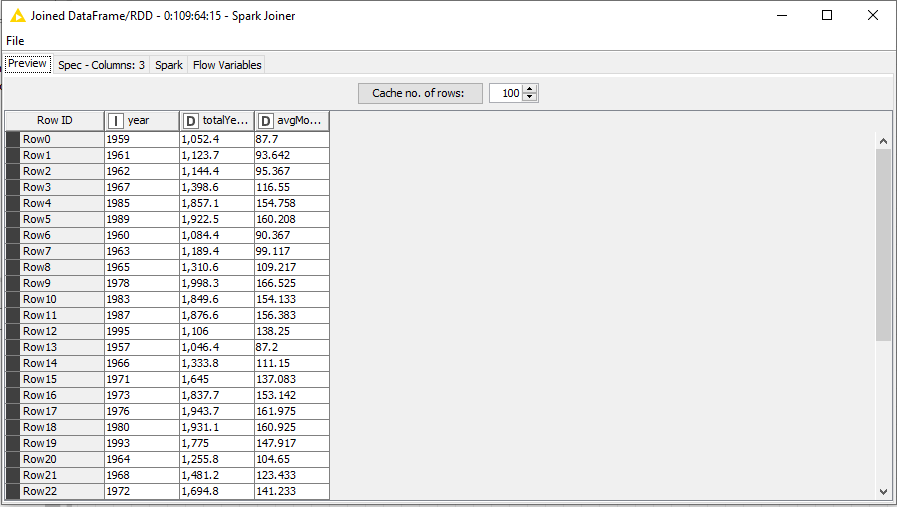 Joined DataFrame/RDD - 0:109:64:15 - Spark Joiner
File
Preview Spec - Columns: 3 Spark Flow Variables
Cache no. of rows: 100
Row ID I year D totalYe... D avgMo...
Row0 1959 1,052.4 87.7
Row1 1961 1,123.7 93.642
Row2 1962 1,144.4 95.367
Row3 1967 1,398.6 116.55
Row4 1985 1,857.1 154.758
Row5 1989 1,922.5 160.208
Row6 1960 1,084.4 90.367
Row7 1963 1,189.4 99.117
Row8 1965 1,310.6 109.217
Row9 1978 1,998.3 166.525
Row10 1983 1,849.6 154.133
Row11 1987 1,876.6 156.383
Row12 1995 1,106 138.25
Row13 1957 1,046.4 87.2
Row14 1966 1,333.8 111.15
Row15 1971 1,645 137.083
Row16 1973 1,837.7 153.142
Row17 1976 1,943.7 161.975
Row18 1980 1,931.1 160.925
Row19 1993 1,775 147.917
Row20 1964 1,255.8 104.65
Row21 1968 1,481.2 123.433
Row22 1972 1,694.8 141.233